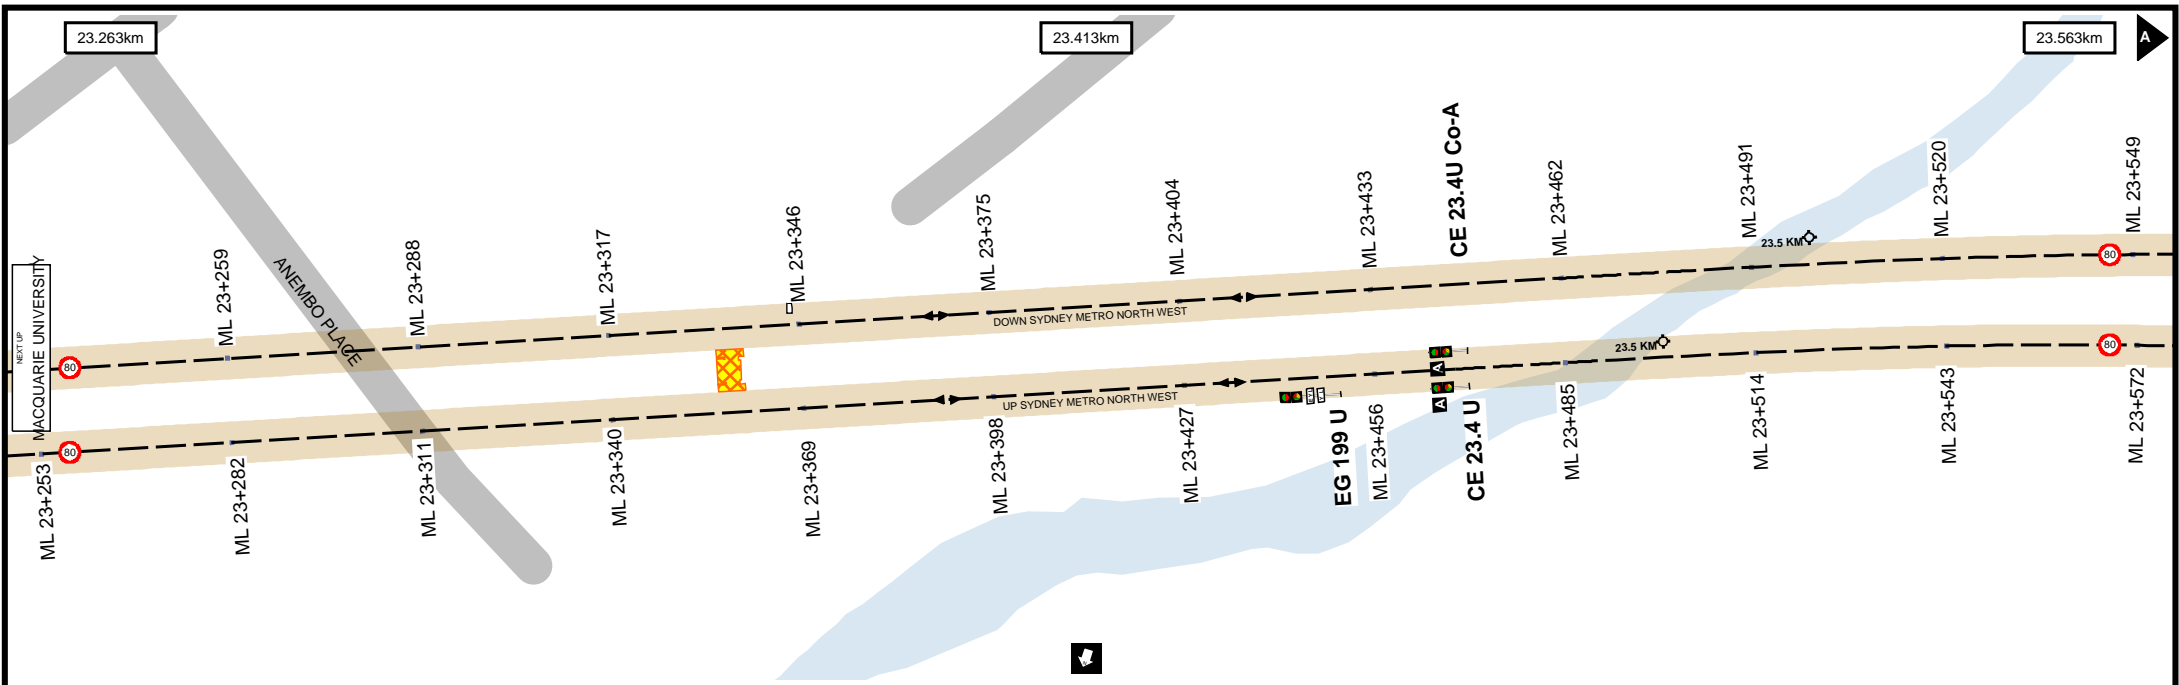 23.263km
23.413km
23.563km
A
NEXT UP
MACQUARIE UNIVERSITY
ANEMBO PLACE
ML 23+259
ML 23+288
ML 23+317
ML 23+346
ML 23+375
ML 23+404
ML 23+433
CE 23.4U Co-A
ML 23+462
ML 23+491
ML 23+520
ML 23+549
23.5 KM
80
80
DOWN SYDNEY METRO NORTH WEST
23.5 KM
80
80
UP SYDNEY METRO NORTH WEST
A
A
ML 23+253
ML 23+282
ML 23+311
ML 23+340
ML 23+369
ML 23+398
ML 23+427
EG 199 U
ML 23+456
CE 23.4 U
ML 23+485
ML 23+514
ML 23+543
ML 23+572